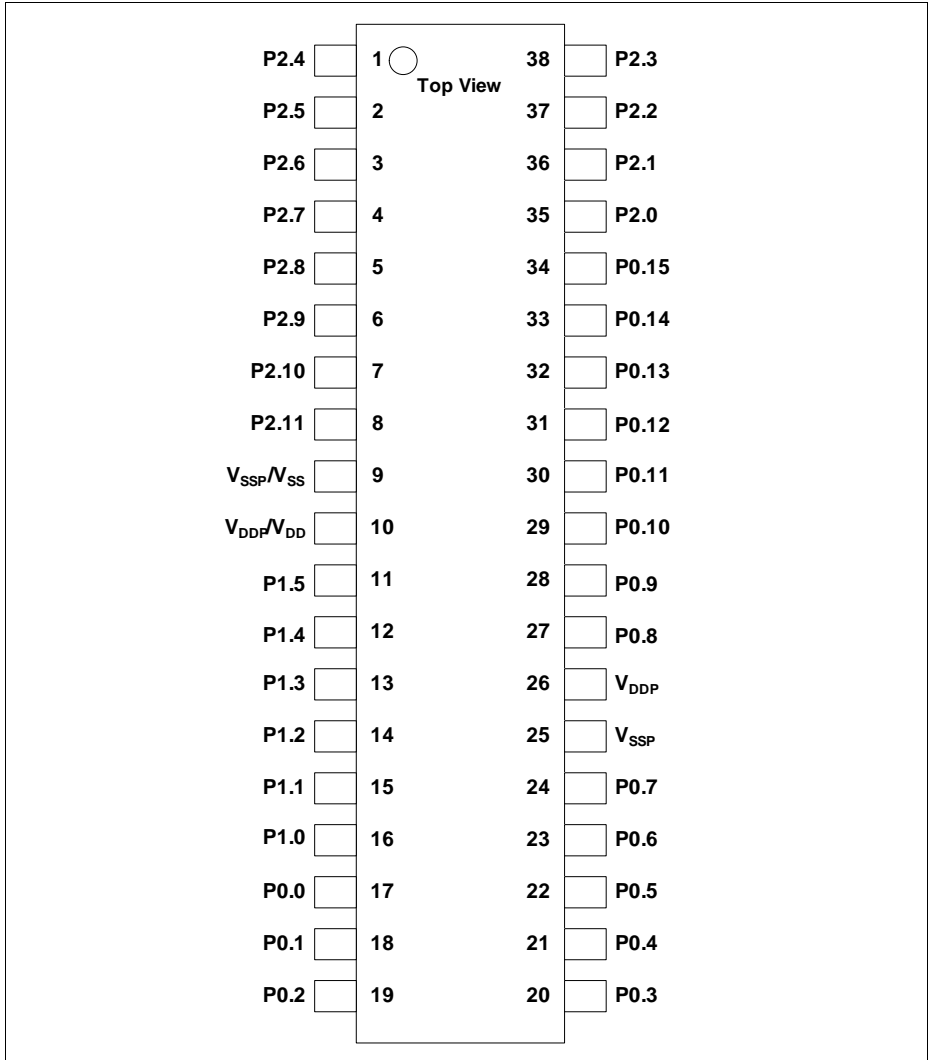 P2.4 1 38 P2.3
Top View
P2.5 2 37 P2.2
P2.6 3 36 P2.1
P2.7 4 35 P2.0
P2.8 5 34 P0.15
P2.9 6 33 P0.14
P2.10 7 32 P0.13
P2.11 8 31 P0.12
VSSP/VSS 9 30 P0.11
VDDP/VDD 10 29 P0.10
P1.5 11 28 P0.9
P1.4 12 27 P0.8
P1.3 13 26 VDDP
P1.2 14 25 VSSP
P1.1 15 24 P0.7
P1.0 16 23 P0.6
P0.0 17 22 P0.5
P0.1 18 21 P0.4
P0.2 19 20 P0.3